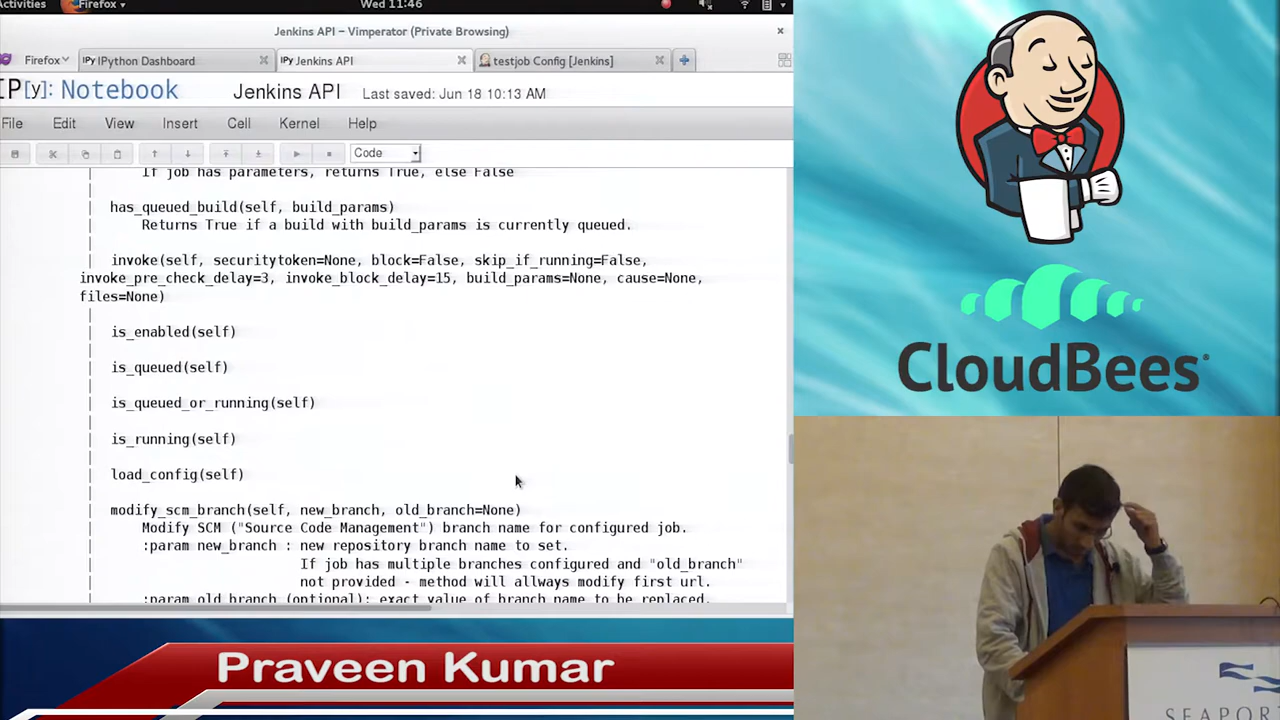 Activities
Firefox
Wed 11:46
Jenkins API – Vimperator (Private Browsing)
Firefox
IP[y] IPython Dashboard
IP[y] Jenkins API
testjob Config [Jenkins]
IP[y]: Notebook
Jenkins API
Last saved: Jun 18 10:13 AM
File Edit View Insert Cell Kernel Help
Code
If job has parameters, returns True, else False
has_queued_build(self, build_params)
Returns True if a build with build_params is currently queued.
invoke(self, securitytoken=None, block=False, skip_if_running=False,
invoke_pre_check_delay=3, invoke_block_delay=15, build_params=None, cause=None,
files=None)
is_enabled(self)
is_queued(self)
is_queued_or_running(self)
is_running(self)
load_config(self)
modify_scm_branch(self, new_branch, old_branch=None)
Modify SCM ("Source Code Management") branch name for configured job.
:param new_branch : new repository branch name to set.
If job has multiple branches configured and "old_branch"
not provided - method will allways modify first url.
:param old_branch (optional): exact value of branch name to be replaced.
CloudBees®
Praveen Kumar
SEAPOR